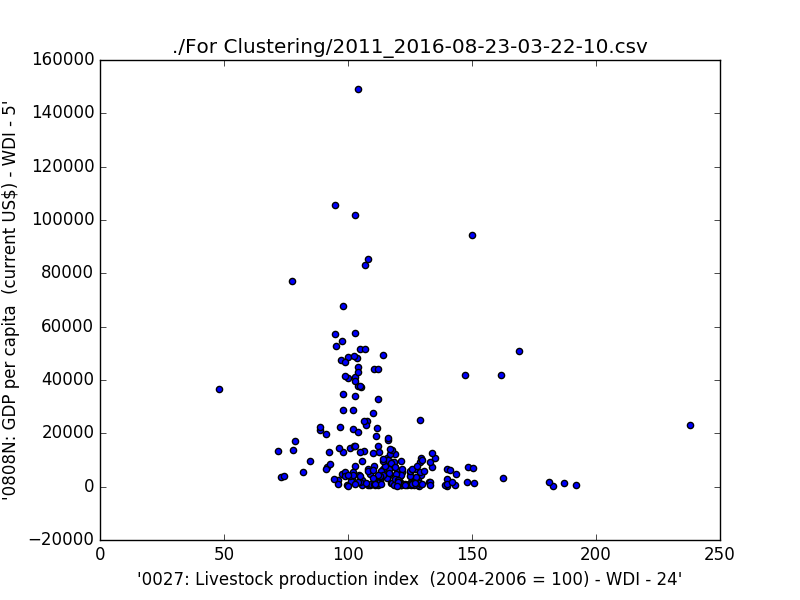 ./For Clustering/2011_2016-08-23-03-22-10.csv
160000
140000
120000
100000
80000
60000
40000
20000
0
−20000
'0808N: GDP per capita  (current US$) - WDI - 5'
0 50 100 150 200 250
'0027: Livestock production index  (2004-2006 = 100) - WDI - 24'